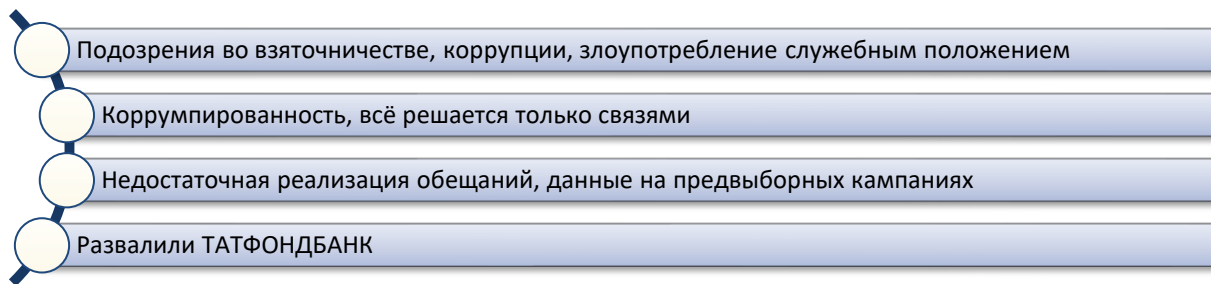 Подозрения во взяточничестве, коррупции, злоупотребление служебным положением
Коррумпированность, всё решается только связями
Недостаточная реализация обещаний, данные на предвыборных кампаниях
Развалили ТАТФОНДБАНК